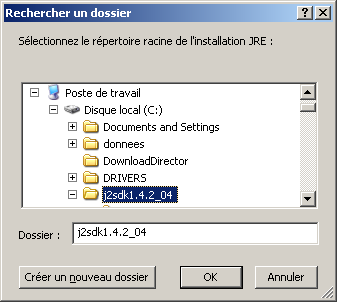 Rechercher un dossier
Sélectionnez le répertoire racine de l'installation JRE :
Poste de travail
Disque local (C:)
Documents and Settings
donnees
DownloadDirector
DRIVERS
j2sdk1.4.2_04
Dossier : j2sdk1.4.2_04
Créer un nouveau dossier OK Annuler